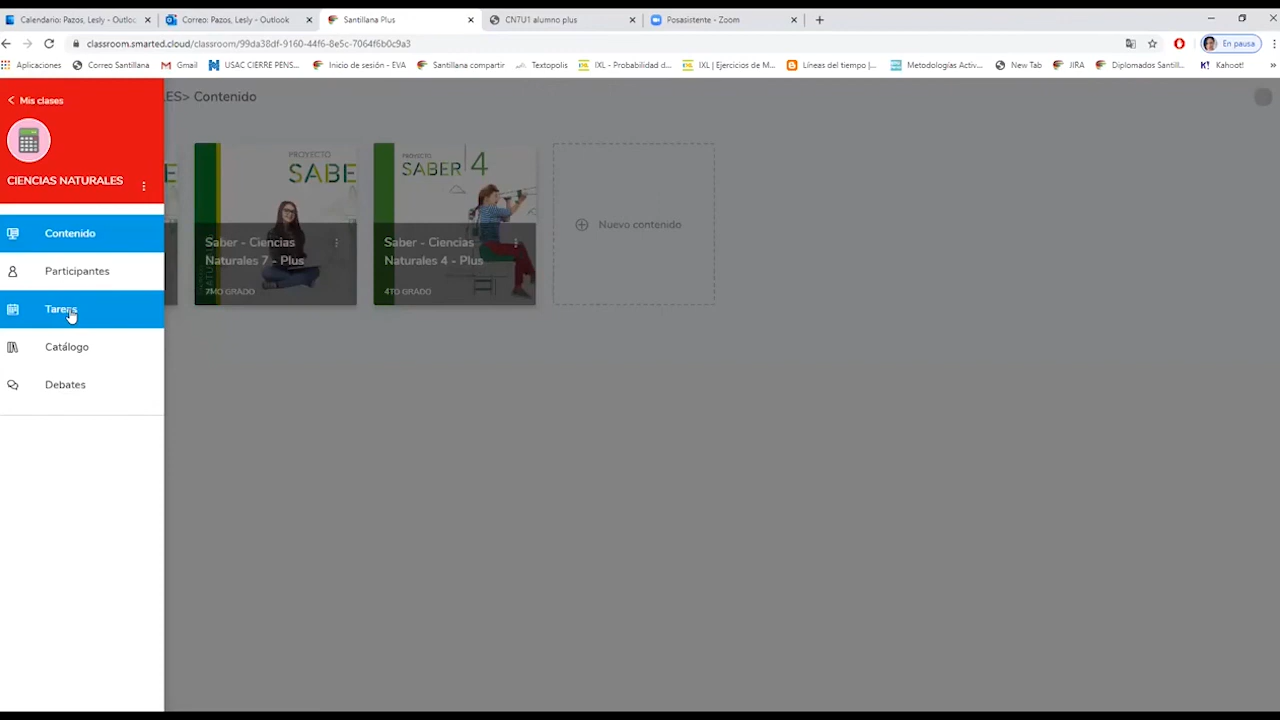 Calendario: Pazos, Lesly - Outloo
Correo: Pazos, Lesly - Outlook
Santillana Plus
CNTU1 alumno plus
Posasistente - Zoom
classroom.smarted.cloud/classroom/99da38df-9160-44f6-8e5c-7064f6b0c9a3
En pausa
Aplicaciones
Correo Santillana
Gmail
USAC CIERRE PENS...
Inicio de sesión - EVA
Santillana compartir
Textopolis
IXL - Probabilidad d...
IXL | Ejercicios de M...
Líneas del tiempo |...
Metodologías Activ...
New Tab
JIRA
Diplomados Santill...
Kahoot!
Mis clases
ES> Contenido
CIENCIAS NATURALES
Contenido
Participantes
Tareas
Catálogo
Debates
PROYECTO
SABE
Saber - Ciencias
Naturales 7 - Plus
7MO GRADO
PROYECTO
SABER 4
Saber - Ciencias
Naturales 4 - Plus
4TO GRADO
Nuevo contenido